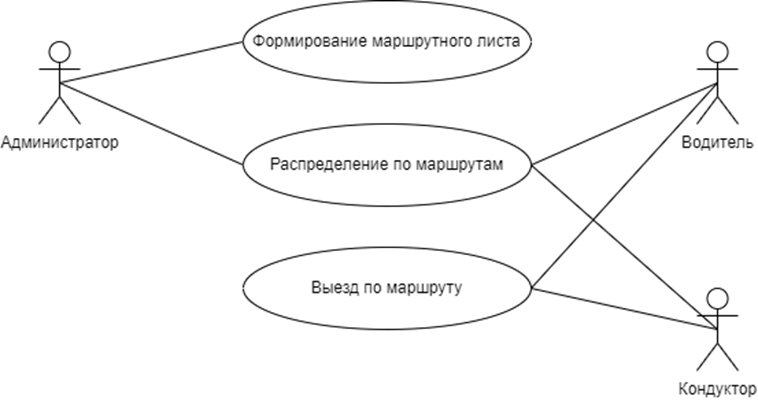 Формирование маршрутного листа
Администратор
Водитель
Распределение по маршрутам
Выезд по маршруту
Кондуктор